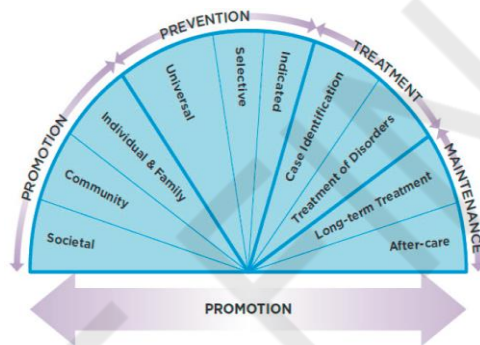 PROMOTION
PREVENTION
TREATMENT
MAINTENANCE
Societal
Community
Individual & Family
Universal
Selective
Indicated
Case Identification
Treatment of Disorders
Long-term Treatment
After-care
PROMOTION